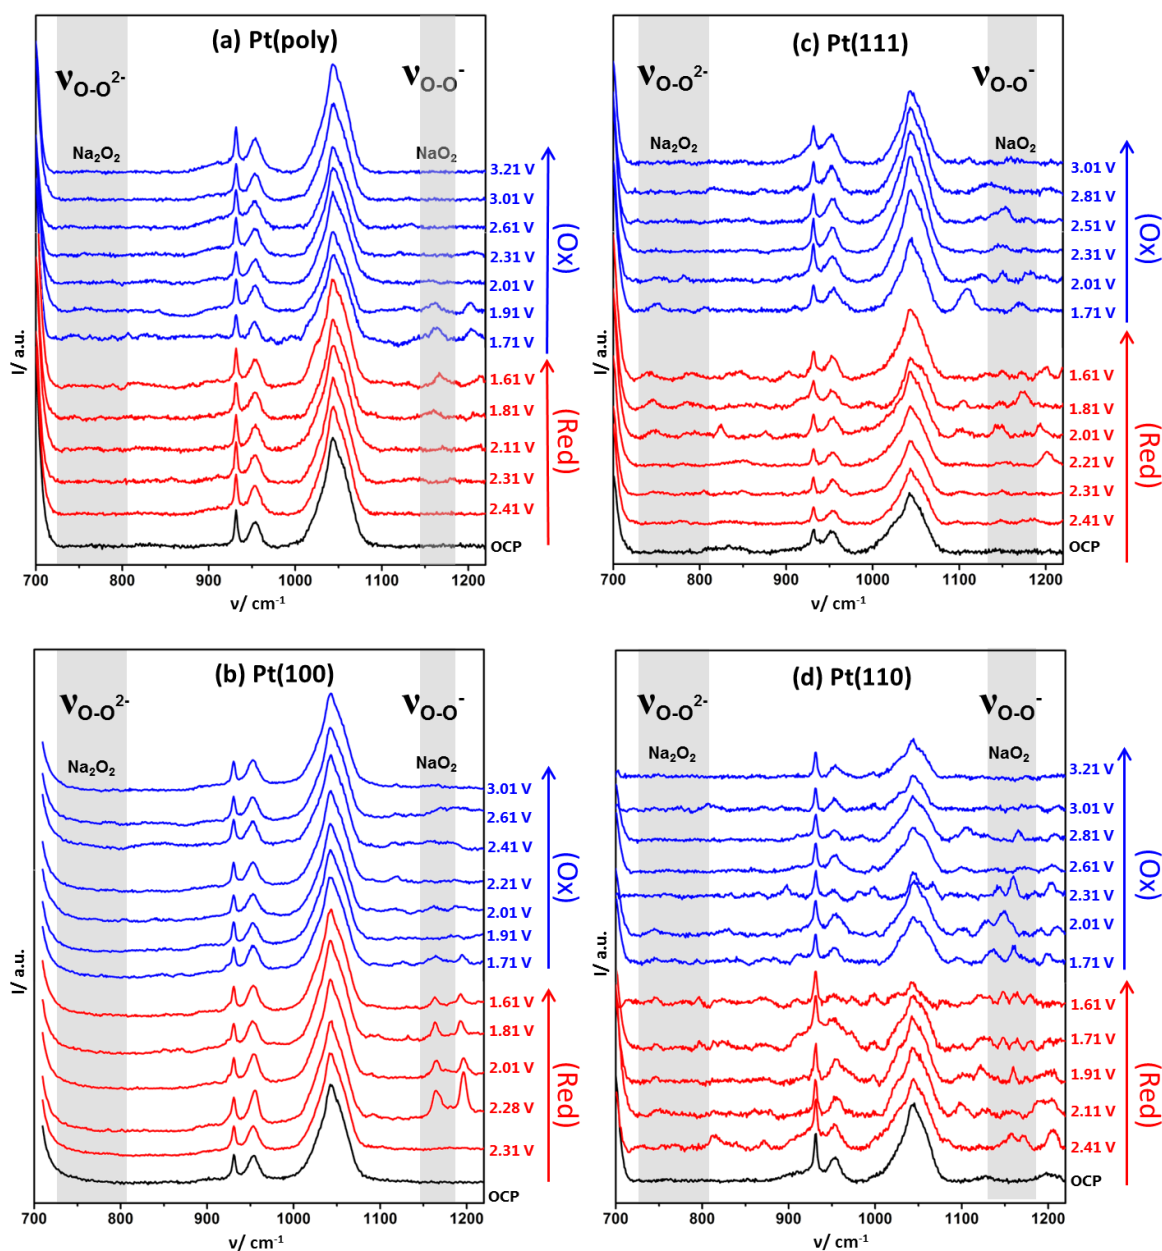 (a) Pt(poly)
νO-O2-
νO-O-
Na2O2
NaO2
3.21 V
3.01 V
2.61 V
2.31 V
2.01 V
1.91 V
1.71 V
(Ox)
1.61 V
1.81 V
2.11 V
2.31 V
2.41 V
OCP
(Red)
I/ a.u.
700 800 900 1000 1100 1200
ν/ cm-1
(c) Pt(111)
νO-O2-
νO-O-
Na2O2
NaO2
3.01 V
2.81 V
2.51 V
2.31 V
2.01 V
1.71 V
(Ox)
1.61 V
1.81 V
2.01 V
2.21 V
2.31 V
2.41 V
OCP
(Red)
I/ a.u.
700 800 900 1000 1100 1200
ν/ cm-1
(b) Pt(100)
νO-O2-
νO-O-
Na2O2
NaO2
3.01 V
2.61 V
2.41 V
2.21 V
2.01 V
1.91 V
1.71 V
(Ox)
1.61 V
1.81 V
2.01 V
2.28 V
2.31 V
OCP
(Red)
I/ a.u.
700 800 900 1000 1100 1200
ν/ cm-1
(d) Pt(110)
νO-O2-
νO-O-
Na2O2
NaO2
3.21 V
3.01 V
2.81 V
2.61 V
2.31 V
2.01 V
1.71 V
(Ox)
1.61 V
1.71 V
1.91 V
2.11 V
2.41 V
OCP
(Red)
I/ a.u.
700 800 900 1000 1100 1200
ν/ cm-1